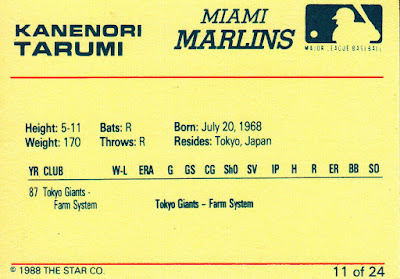 KANENORI
TARUMI
MIAMI
MARLINS
MAJOR LEAGUE BASEBALL
Height: 5-11 Bats: R Born: July 20, 1968
Weight: 170 Throws: R Resides: Tokyo, Japan
YR CLUB W-L ERA G GS CG ShO SV IP H R ER BB SO
87 Tokyo Giants -
Farm System Tokyo Giants – Farm System
© 1988 THE STAR CO. 11 of 24